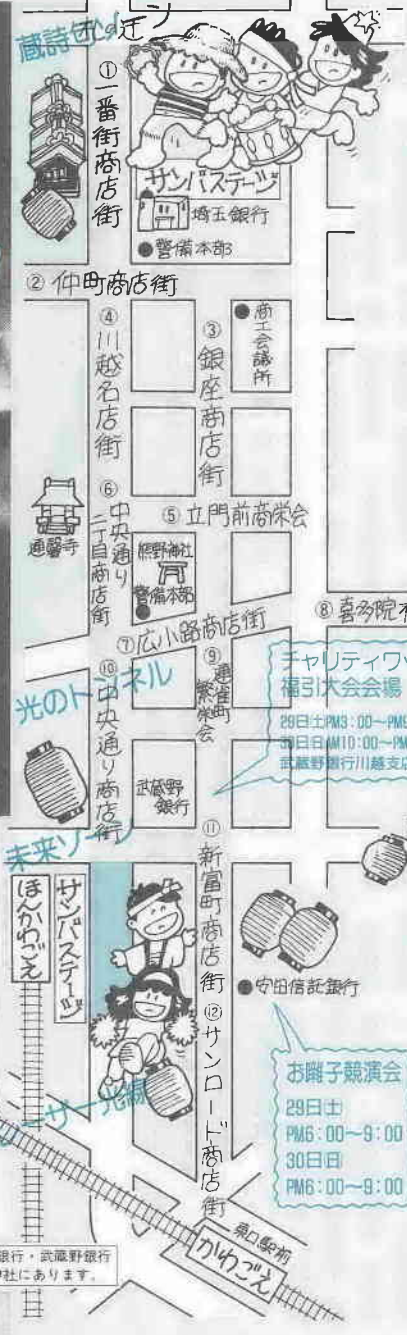 ①一番街商店街
サンバステージ
埼玉銀行
●警備本部
②仲町商店街
●商工会議所
④川越名店街
③銀座商店街
⑥中央通り二丁目商店街
⑤立門前商栄会
蓮馨寺
熊野神社
警備本部
⑧喜多院
⑦広小路商店街
⑨通雀町繁栄会
チャリティワ
福引大会会場
29日(土)PM3:00〜PM
30日(日)AM10:00〜PM
武蔵野銀行川越支店
光のトンネル
⑩中央通り商店街
武蔵野銀行
未来ゾーン
⑪新富町商店街
ほんかわごえ
サンバステージ
●安田信託銀行
⑫サンロード商店街
レーザー光線
お囃子競演会
29日(土)
PM6:00〜9:00
30日(日)
PM6:00〜9:00
東口駅前
かわごえ
銀行・武蔵野銀行
社にあります。